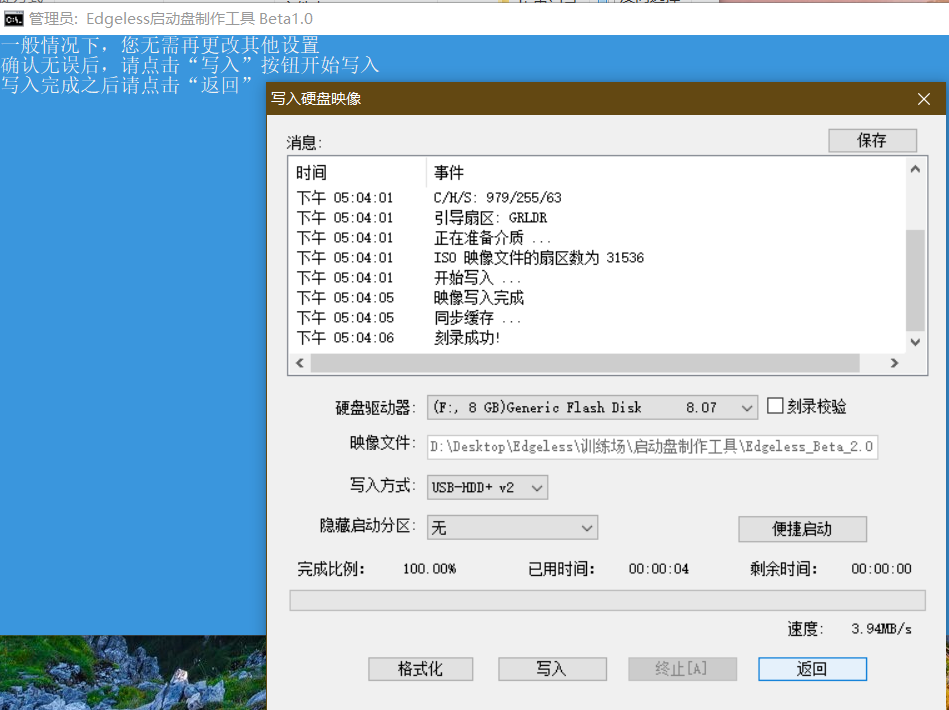 管理员: Edgeless启动盘制作工具 Beta1.0
一般情况下，您无需再更改其他设置
确认无误后，请点击“写入”按钮开始写入
写入完成之后请点击“返回”
写入硬盘映像
消息:
保存
时间 事件
下午 05:04:01 C/H/S: 979/255/63
下午 05:04:01 引导扇区: GRLDR
下午 05:04:01 正在准备介质 ...
下午 05:04:01 ISO 映像文件的扇区数为 31536
下午 05:04:01 开始写入 ...
下午 05:04:05 映像写入完成
下午 05:04:05 同步缓存 ...
下午 05:04:06 刻录成功!
硬盘驱动器: (F:, 8 GB)Generic Flash Disk 8.07 刻录校验
映像文件: D:\Desktop\Edgeless\训练场\启动盘制作工具\Edgeless_Beta_2.0
写入方式: USB-HDD+ v2
隐藏启动分区: 无 便捷启动
完成比例: 100.00% 已用时间: 00:00:04 剩余时间: 00:00:00
速度: 3.94MB/s
格式化 写入 终止[A] 返回